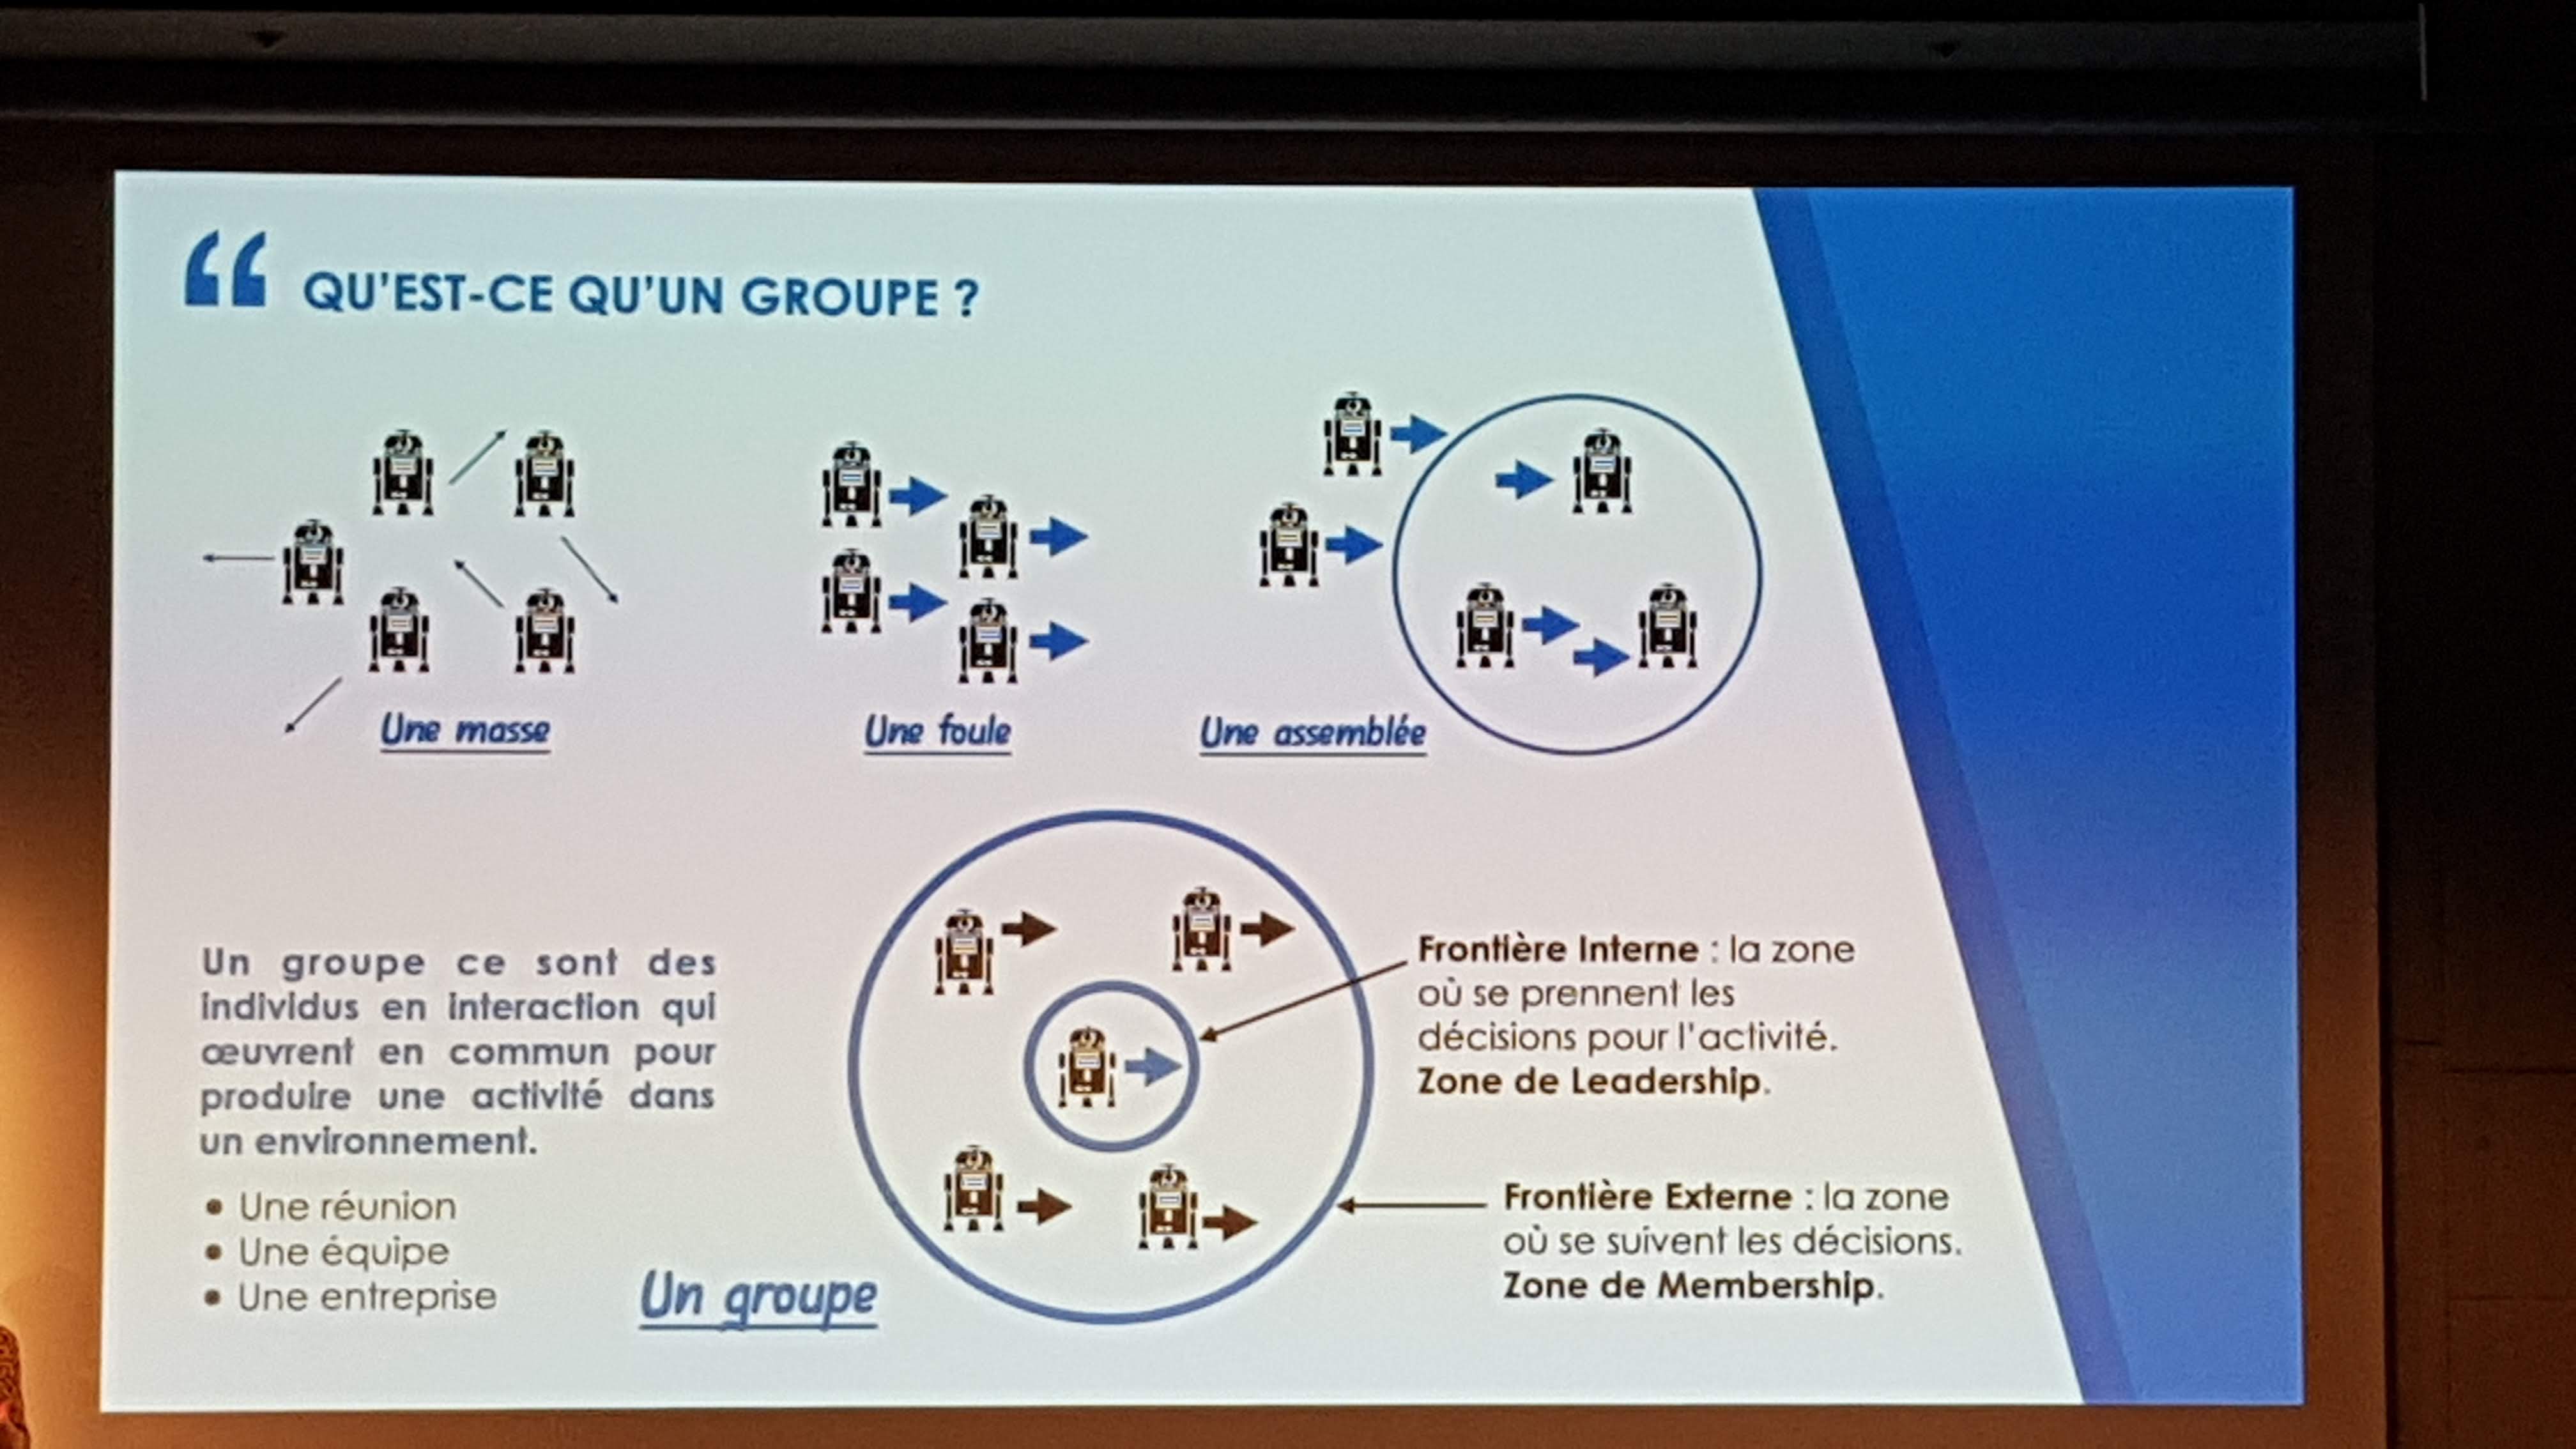 “ QU'EST-CE QU'UN GROUPE ?
Une masse
Une foule
Une assemblée
Un groupe ce sont des
individus en interaction qui
œuvrent en commun pour
produire une activité dans
un environnement.
• Une réunion
• Une équipe
• Une entreprise
Un groupe
Frontière Interne : la zone
où se prennent les
décisions pour l'activité.
Zone de Leadership.
Frontière Externe : la zone
où se suivent les décisions.
Zone de Membership.